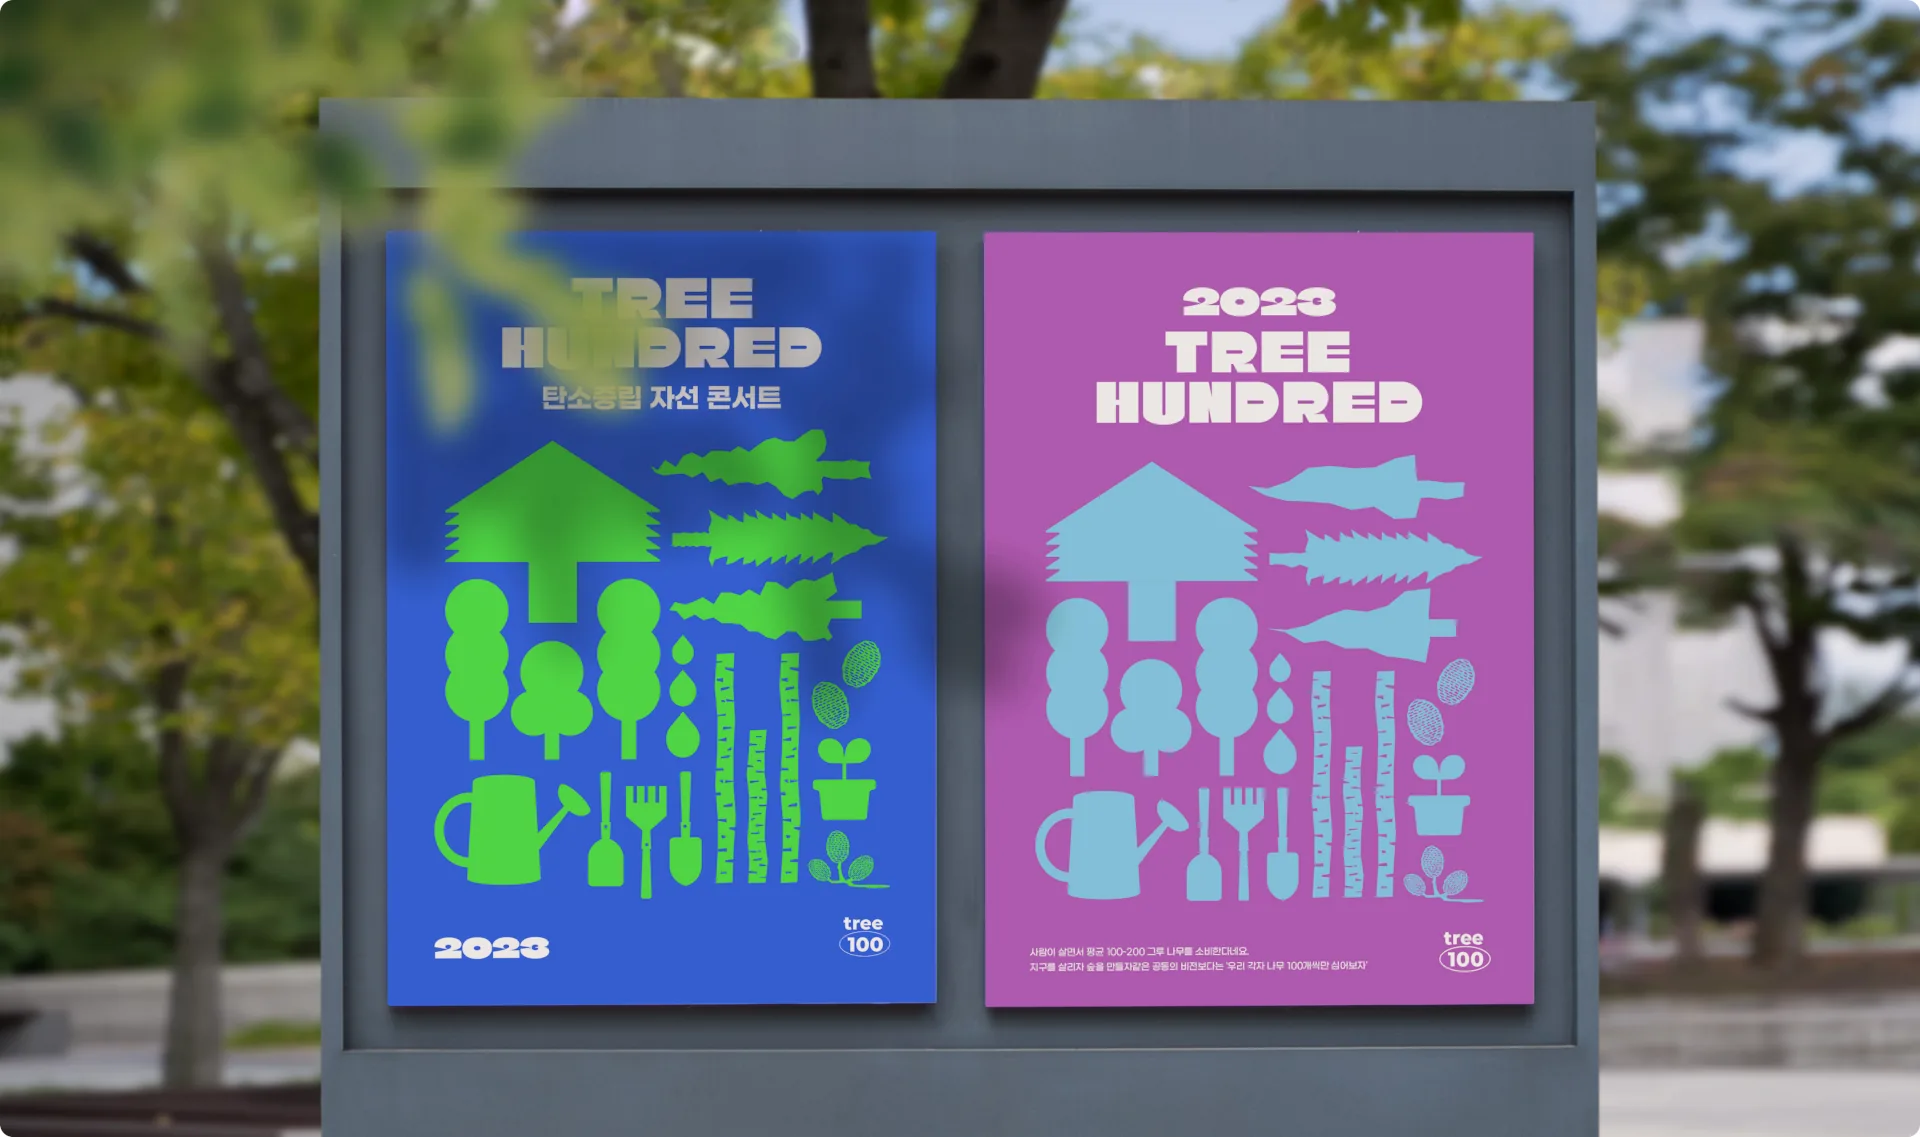 TREE
HUNDRED
탄소중립 자선 콘서트
2023
tree
100
2023
TREE
HUNDRED
사람이 살면서 평균 100-200 그루 나무를 소비한다네요.
지구를 살리자 숲을 만들자같은 공동의 비전보다는 '우리 각자 나무 100개씩만 심어보자'
tree
100